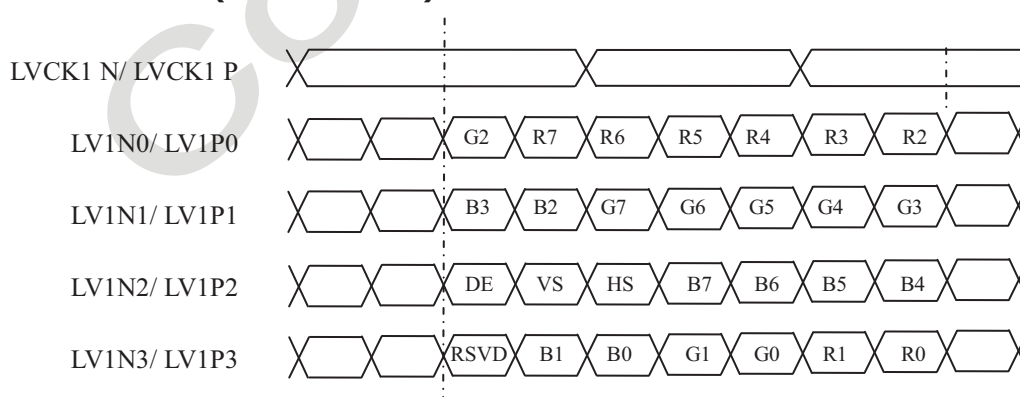 LVCK1 N/ LVCK1 P
LV1N0/ LV1P0 G2 R7 R6 R5 R4 R3 R2
LV1N1/ LV1P1 B3 B2 G7 G6 G5 G4 G3
LV1N2/ LV1P2 DE VS HS B7 B6 B5 B4
LV1N3/ LV1P3 RSVD B1 B0 G1 G0 R1 R0